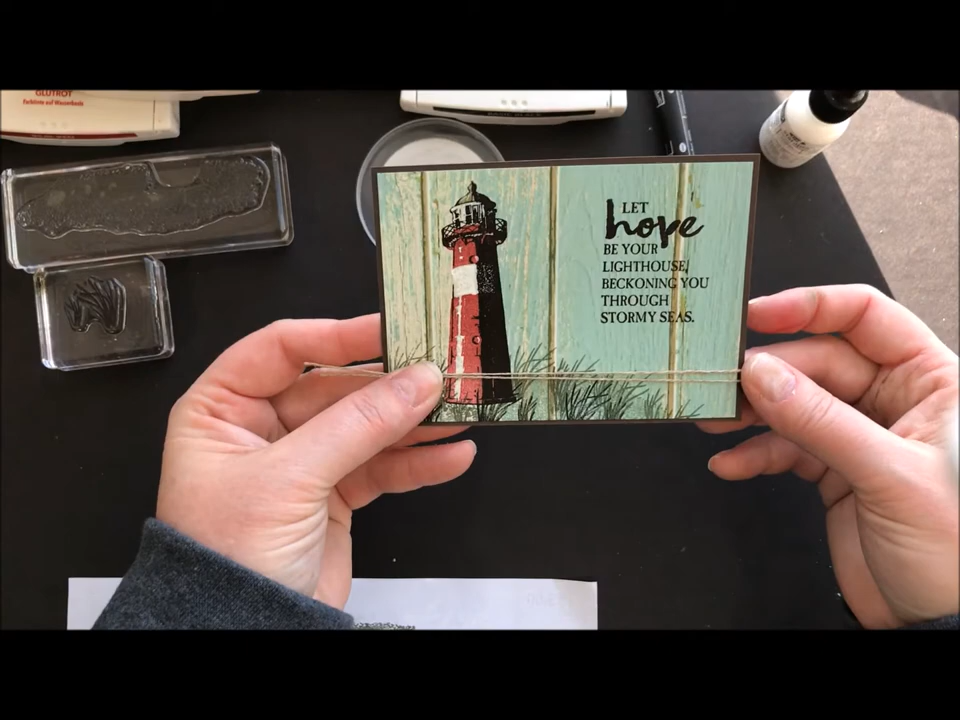 GLUTROT
LET
hope
BE YOUR
LIGHTHOUSE,
BECKONING YOU
THROUGH
STORMY SEAS.